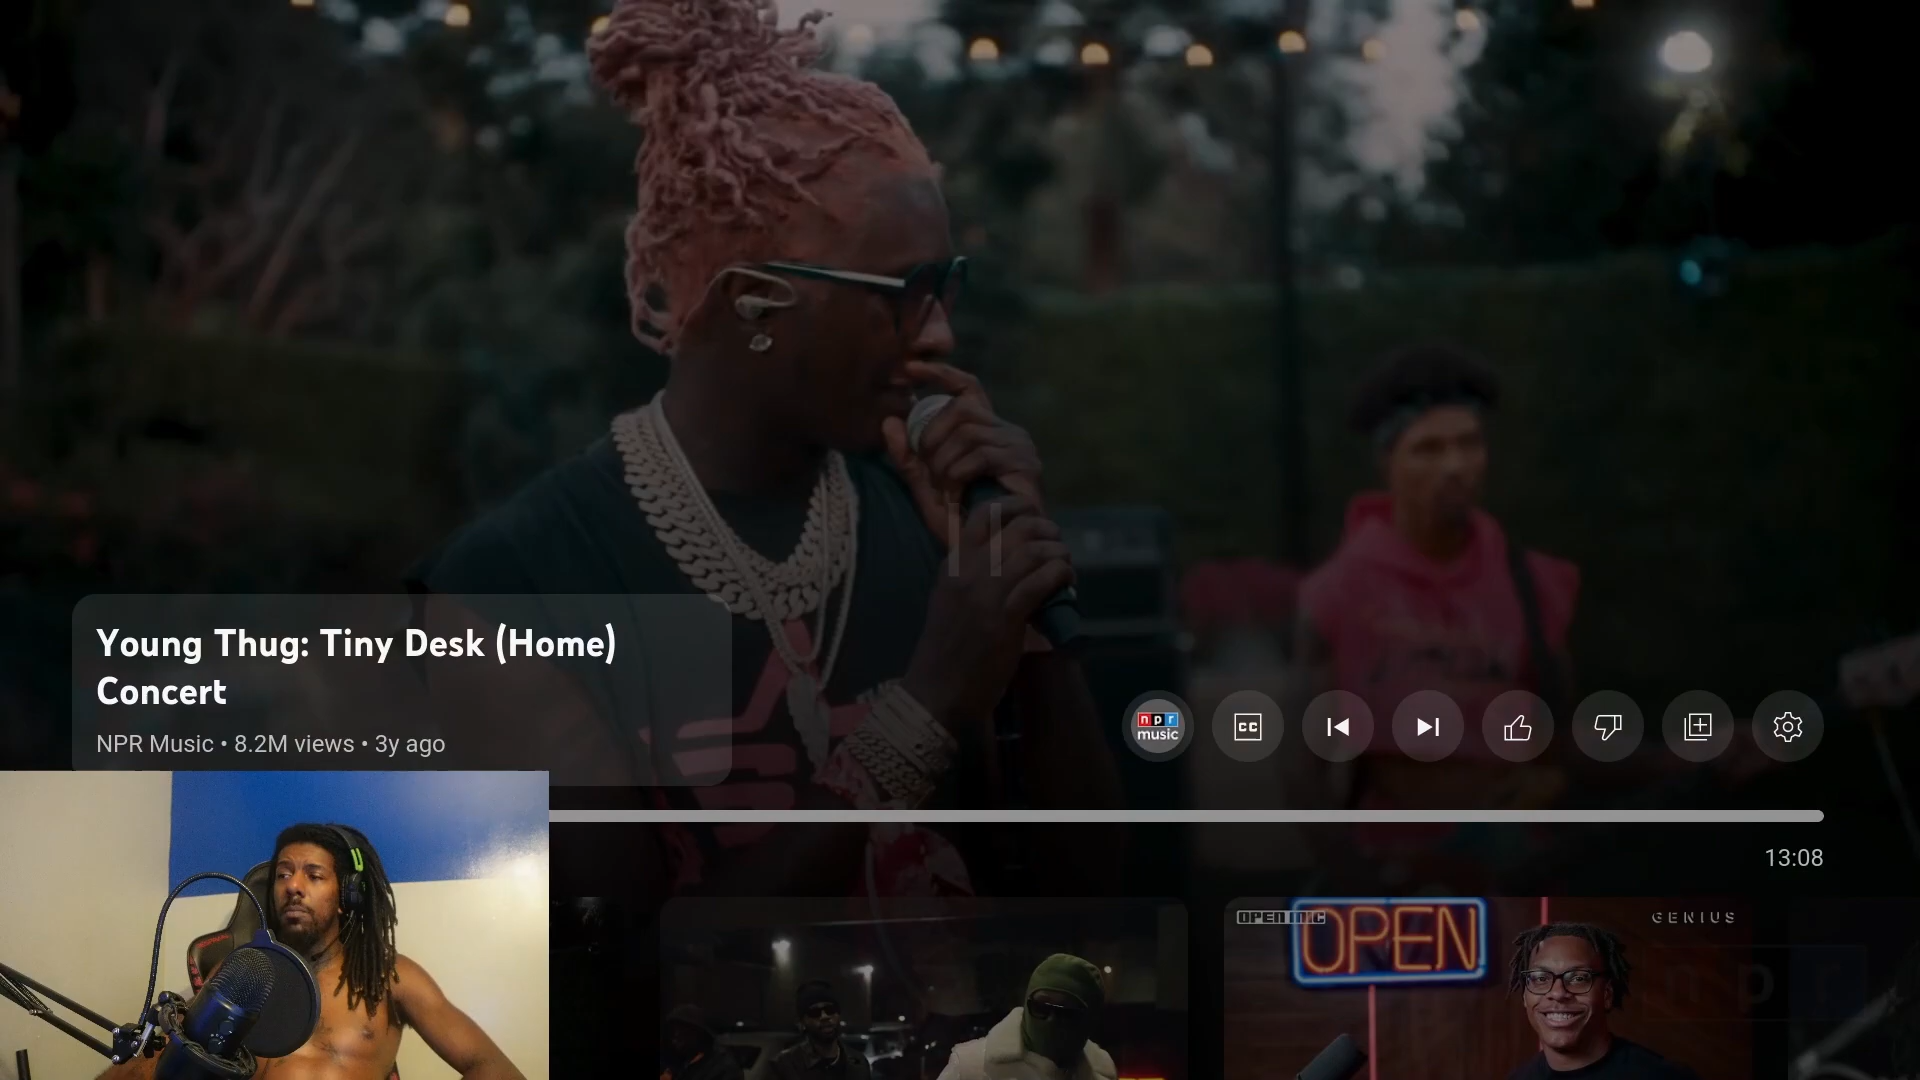 Young Thug: Tiny Desk (Home)
Concert
NPR Music • 8.2M views • 3y ago
npr
music
CC
13:08
OPEN MIC
OPEN
GENIUS
npr